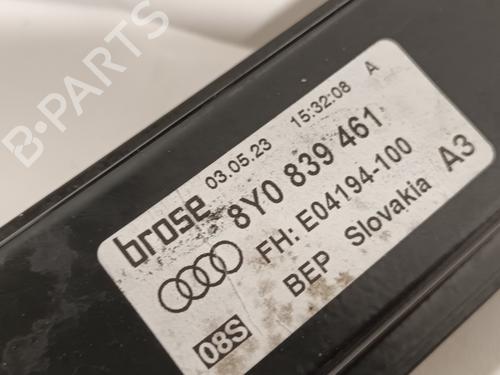 B-PARTS
brose 03.05.23 15:32:08 A
8Y0 839 461
FH: E04194-100 A3
BEP Slovakia
08S